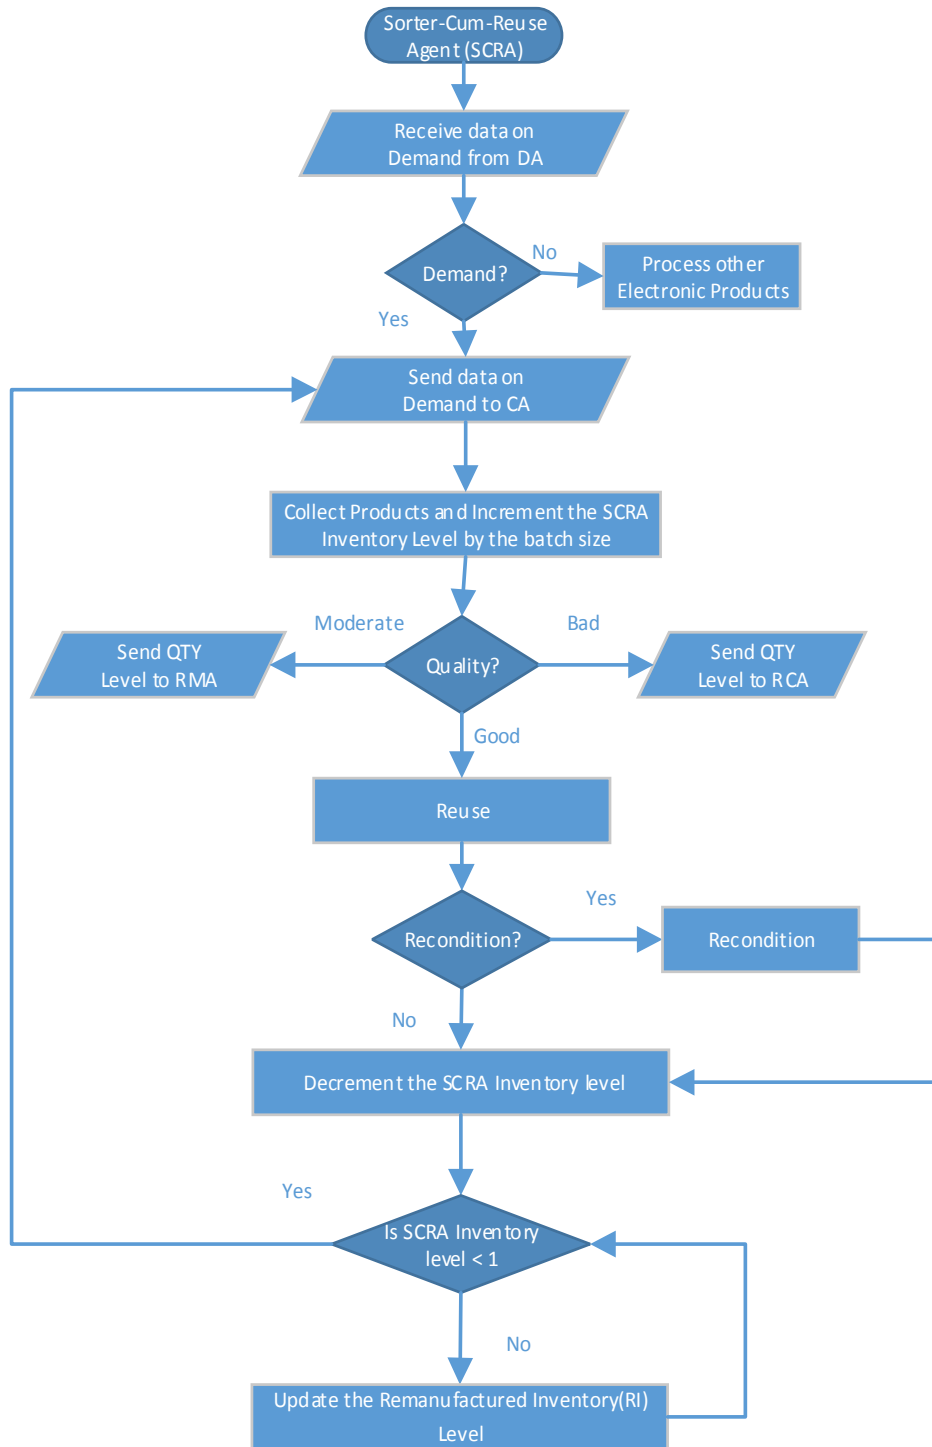 Sorter-Cum-Reuse
Agent (SCRA)
Receive data on
Demand from DA
Demand?
No
Process other
Electronic Products
Yes
Send data on
Demand to CA
Collect Products and Increment the SCRA
Inventory Level by the batch size
Moderate
Bad
Send QTY
Level to RMA
Quality?
Send QTY
Level to RCA
Good
Reuse
Yes
Recondition?
Recondition
No
Decrement the SCRA Inventory level
Yes
Is SCRA Inventory
level < 1
No
Update the Remanufactured Inventory(RI)
Level